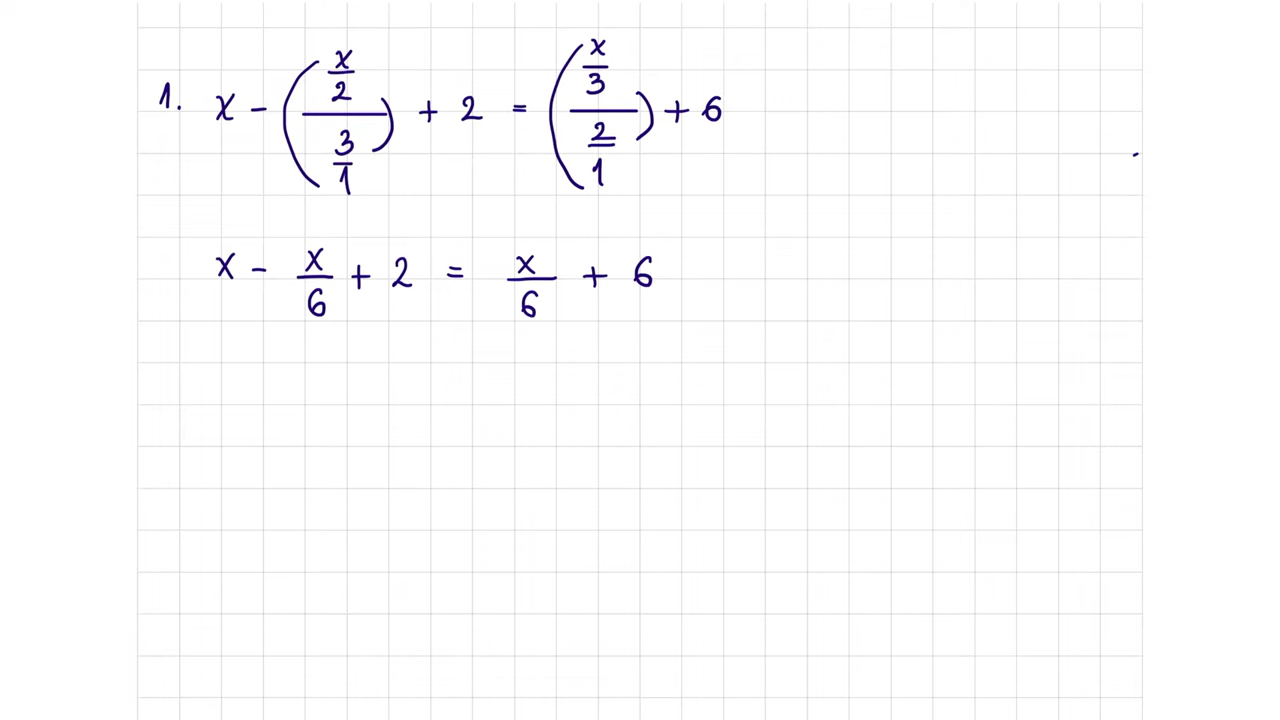 1. x - ((x/2)/(3/1)) + 2 = ((x/3)/(2/1)) + 6
x - x/6 + 2 = x/6 + 6